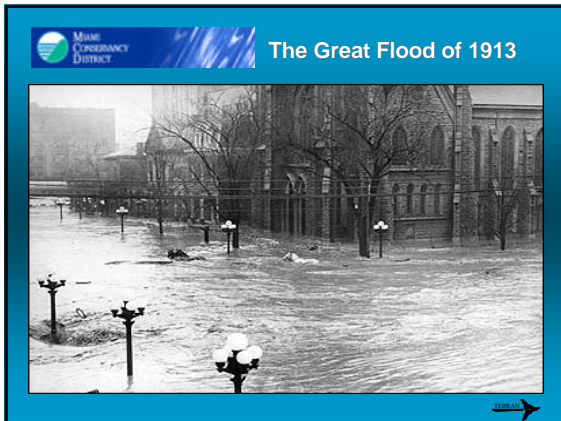 MIAMI
CONSERVANCY
DISTRICT
The Great Flood of 1913
TERRAN